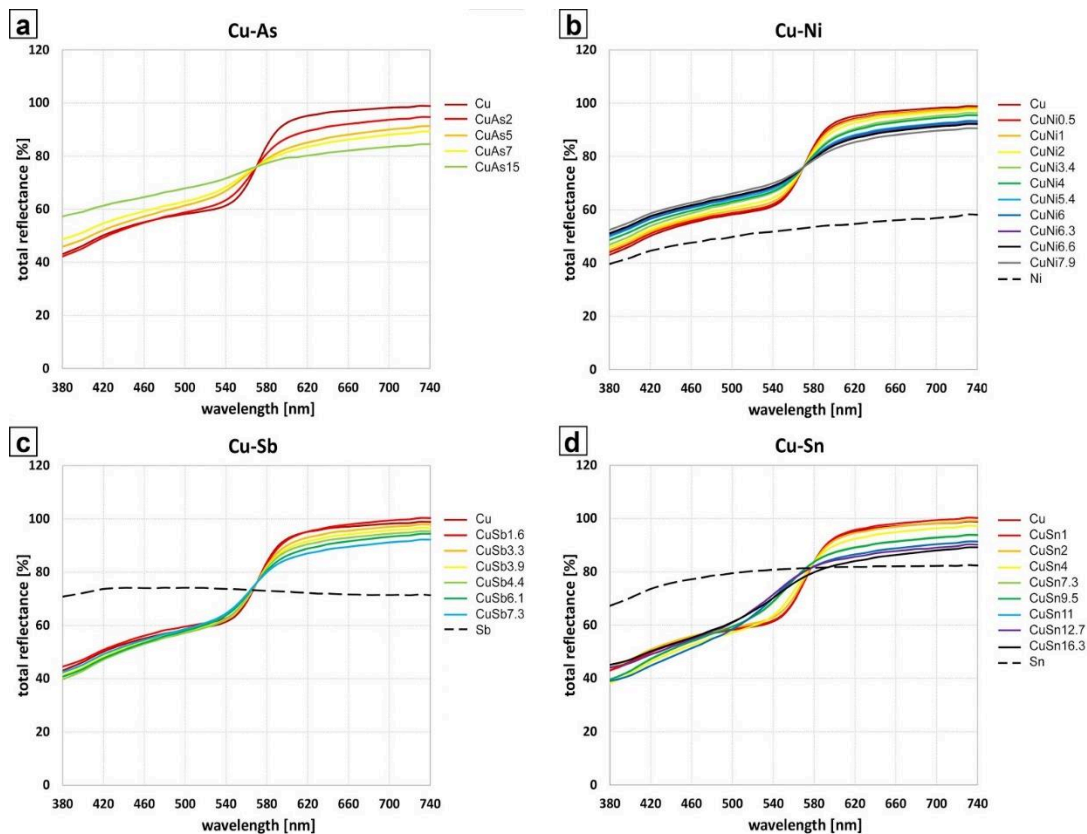 a
Cu-As
120
100
80
60
40
20
0
380 420 460 500 540 580 620 660 700 740
total reflectance [%]
wavelength [nm]
Cu
CuAs2
CuAs5
CuAs7
CuAs15
b
Cu-Ni
120
100
80
60
40
20
0
380 420 460 500 540 580 620 660 700 740
total reflectance [%]
wavelength [nm]
Cu
CuNi0.5
CuNi1
CuNi2
CuNi3.4
CuNi4
CuNi5.4
CuNi6
CuNi6.3
CuNi6.6
CuNi7.9
Ni
c
Cu-Sb
120
100
80
60
40
20
0
380 420 460 500 540 580 620 660 700 740
total reflectance [%]
wavelength [nm]
Cu
CuSb1.6
CuSb3.3
CuSb3.9
CuSb4.4
CuSb6.1
CuSb7.3
Sb
d
Cu-Sn
120
100
80
60
40
20
0
380 420 460 500 540 580 620 660 700 740
total reflectance [%]
wavelength [nm]
Cu
CuSn1
CuSn2
CuSn4
CuSn7.3
CuSn9.5
CuSn11
CuSn12.7
CuSn16.3
Sn